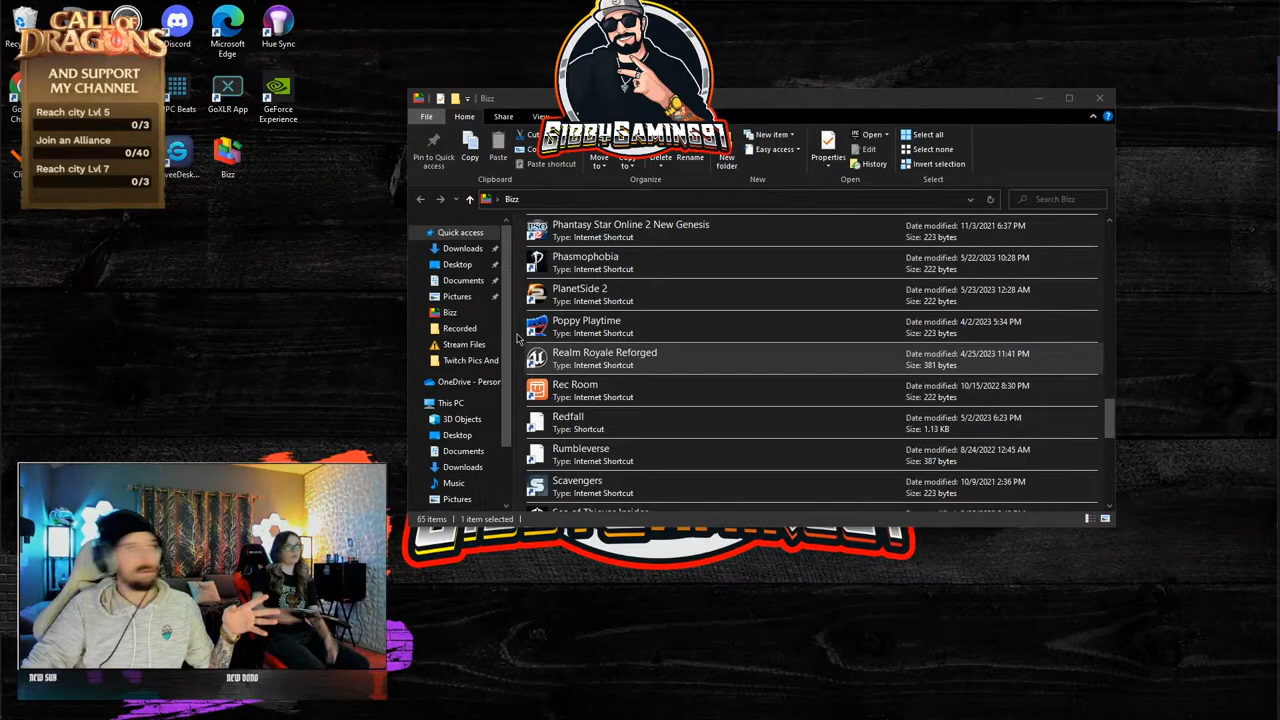 CALL OF
DRAGONS
AND SUPPORT
MY CHANNEL
Reach city Lvl 5
0/3
Join an Alliance
0/40
Reach city Lvl 7
0/3
Discord
Microsoft
Edge
Hue Sync
PC Beats
GoXLR App
GeForce
Experience
Bizz
GIBBYGAMING91
Bizz
File
Home
Share
Pin to Quick
access
Copy
Paste
Paste shortcut
Clipboard
Move
to
Delete
Rename
Organize
New
folder
New item
Easy access
New
Properties
Open
Edit
History
Open
Select all
Select none
Invert selection
Select
Bizz
Search Bizz
Quick access
Downloads
Desktop
Documents
Pictures
Bizz
Recorded
Stream Files
Twitch Pics And
OneDrive - Person
This PC
3D Objects
Desktop
Documents
Downloads
Music
Pictures
Phantasy Star Online 2 New Genesis
Type: Internet Shortcut
Date modified: 11/3/2021 6:37 PM
Size: 223 bytes
Phasmophobia
Type: Internet Shortcut
Date modified: 5/22/2023 10:28 PM
Size: 222 bytes
PlanetSide 2
Type: Internet Shortcut
Date modified: 5/23/2023 12:28 AM
Size: 222 bytes
Poppy Playtime
Type: Internet Shortcut
Date modified: 4/2/2023 5:34 PM
Size: 223 bytes
Realm Royale Reforged
Type: Internet Shortcut
Date modified: 4/25/2023 11:41 PM
Size: 381 bytes
Rec Room
Type: Internet Shortcut
Date modified: 10/15/2022 8:30 PM
Size: 222 bytes
Redfall
Type: Shortcut
Date modified: 5/2/2023 6:23 PM
Size: 1.13 KB
Rumbleverse
Type: Internet Shortcut
Date modified: 8/24/2022 12:45 AM
Size: 387 bytes
Scavengers
Type: Internet Shortcut
Date modified: 10/9/2021 2:36 PM
Size: 223 bytes
65 items
1 item selected
NEW SUB